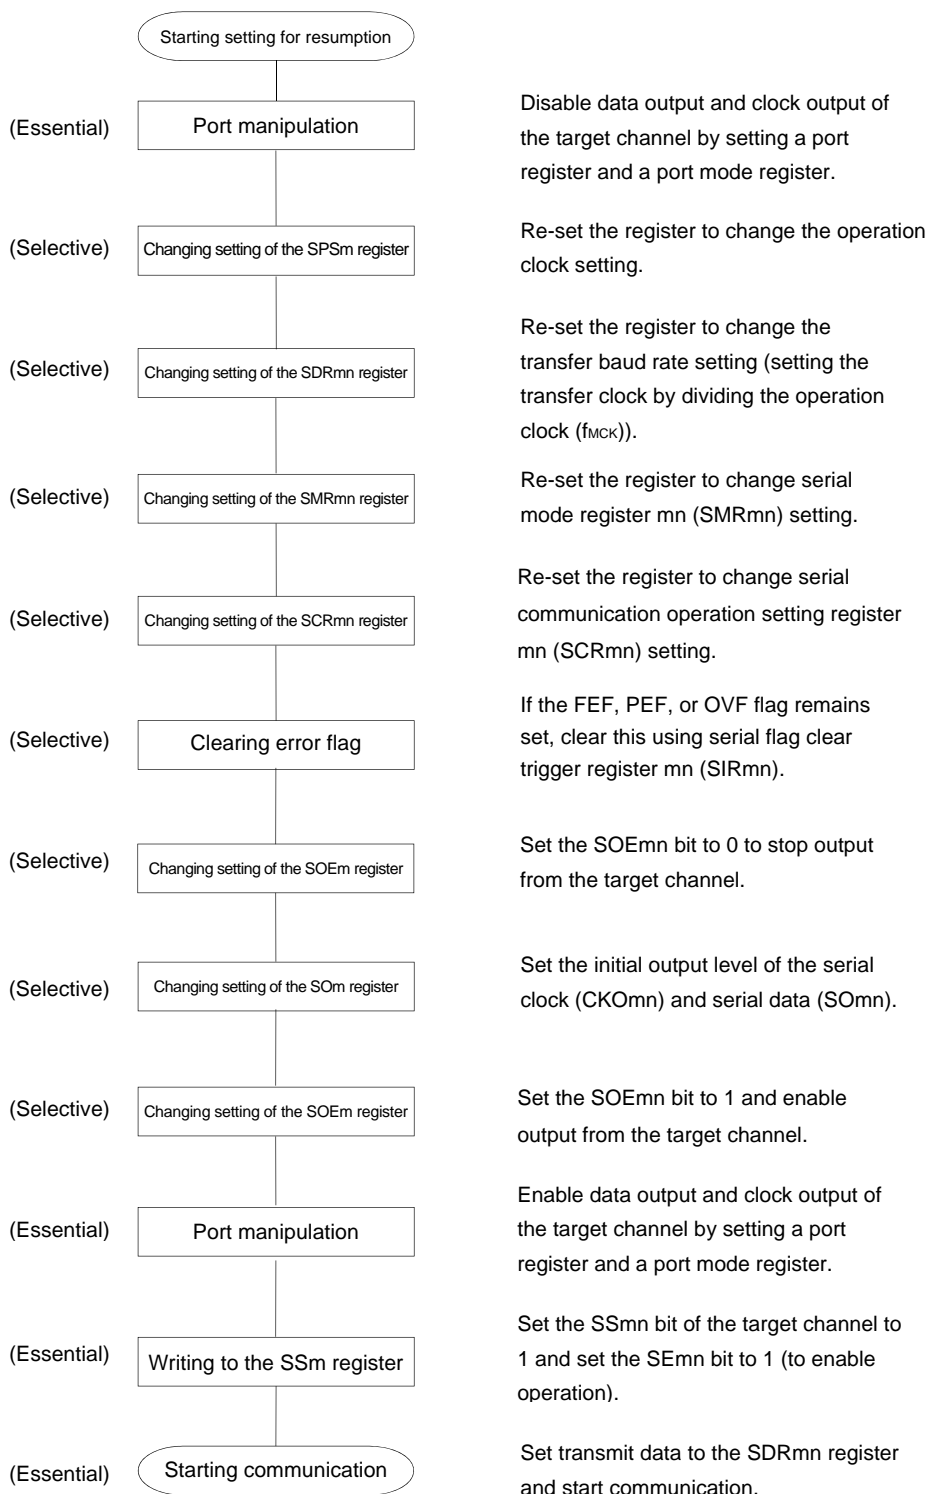 Starting setting for resumption
(Essential)
Port manipulation
Disable data output and clock output of
the target channel by setting a port
register and a port mode register.
(Selective)
Changing setting of the SPSm register
Re-set the register to change the operation
clock setting.
(Selective)
Changing setting of the SDRmn register
Re-set the register to change the
transfer baud rate setting (setting the
transfer clock by dividing the operation
clock (fMCK)).
(Selective)
Changing setting of the SMRmn register
Re-set the register to change serial
mode register mn (SMRmn) setting.
(Selective)
Changing setting of the SCRmn register
Re-set the register to change serial
communication operation setting register
mn (SCRmn) setting.
(Selective)
Clearing error flag
If the FEF, PEF, or OVF flag remains
set, clear this using serial flag clear
trigger register mn (SIRmn).
(Selective)
Changing setting of the SOEm register
Set the SOEmn bit to 0 to stop output
from the target channel.
(Selective)
Changing setting of the SOm register
Set the initial output level of the serial
clock (CKOmn) and serial data (SOmn).
(Selective)
Changing setting of the SOEm register
Set the SOEmn bit to 1 and enable
output from the target channel.
(Essential)
Port manipulation
Enable data output and clock output of
the target channel by setting a port
register and a port mode register.
(Essential)
Writing to the SSm register
Set the SSmn bit of the target channel to
1 and set the SEmn bit to 1 (to enable
operation).
(Essential)
Starting communication
Set transmit data to the SDRmn register
and start communication.